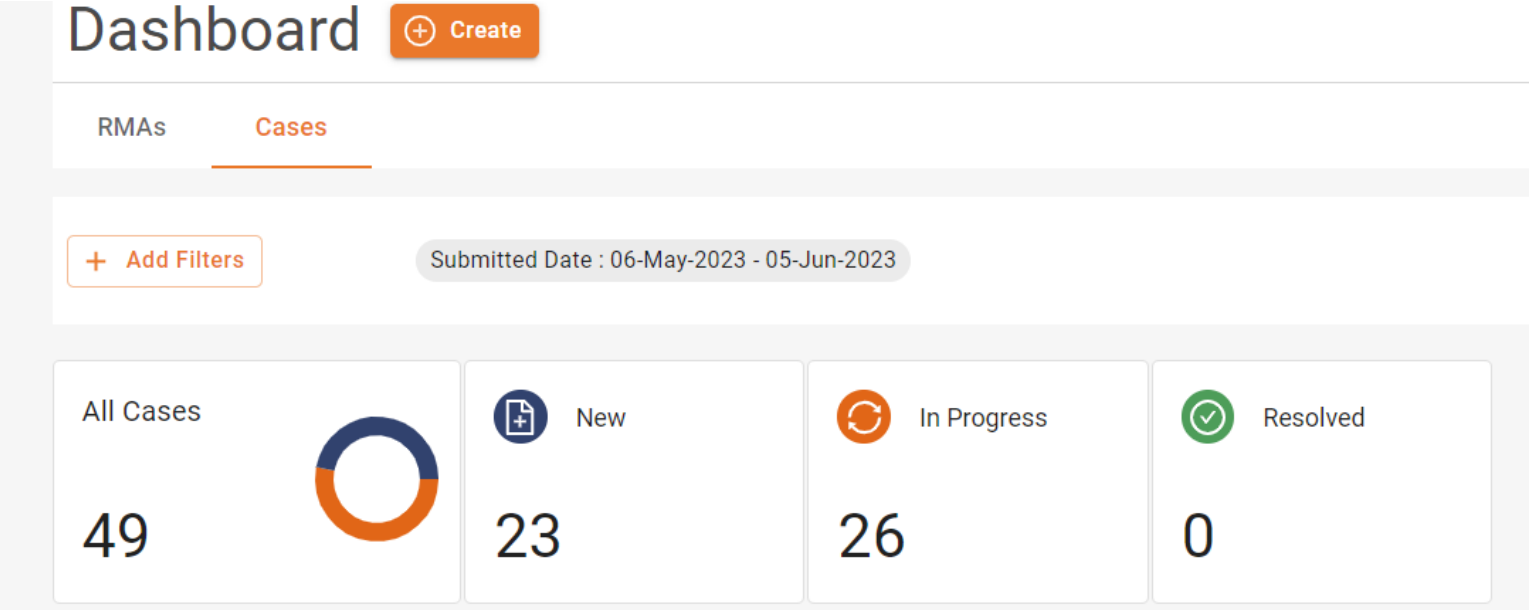 Dashboard
Create
RMAs
Cases
+ Add Filters
Submitted Date : 06-May-2023 - 05-Jun-2023
All Cases
49
New
23
In Progress
26
Resolved
0